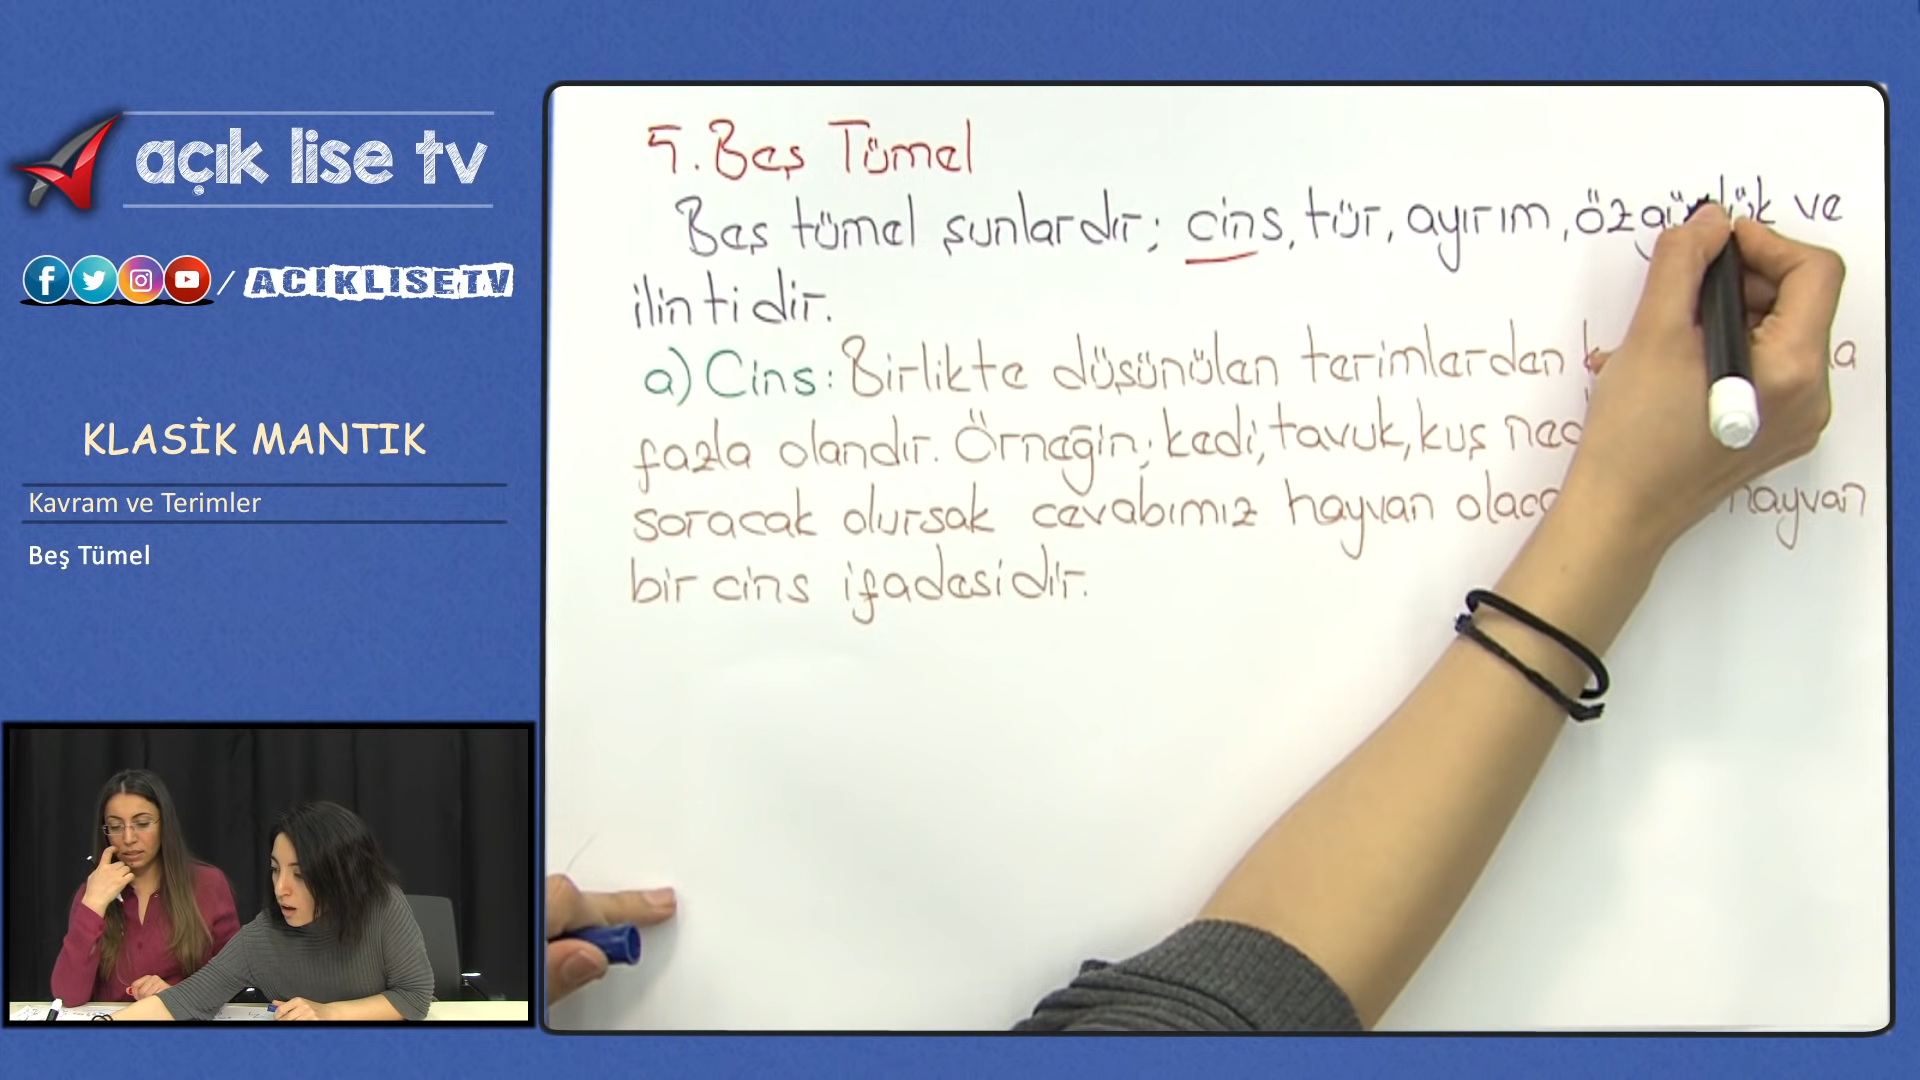 açık lise tv
/ ACIKLISETV
KLASİK MANTIK
Kavram ve Terimler
Beş Tümel
5. Beş Tümel
Beş tümel şunlardır; cins, tür, ayırım, ve
ilintidir.
a) Cins: Birlikte düşünülen terimlerden
fazla olandır. Örneğin; kedi, tavuk, kuş
soracak olursak cevabımız hayvan hayvan
bir cins ifadesidir.